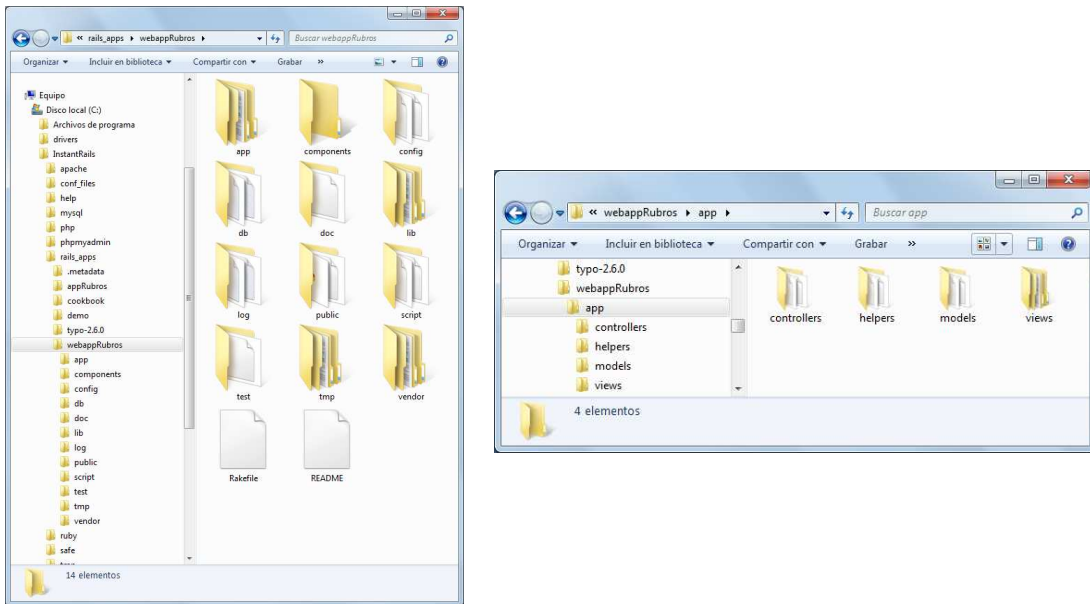 « rails_apps ▸ webappRubros ▸
Buscar webappRubros
Organizar
Incluir en biblioteca
Compartir con
Grabar
»
Equipo
Disco local (C:)
Archivos de programa
drivers
InstantRails
apache
conf_files
help
mysql
php
phpmyadmin
rails_apps
.metadata
appRubros
cookbook
demo
typo-2.6.0
webappRubros
app
components
config
db
doc
lib
log
public
script
test
tmp
vendor
ruby
safe
app
components
config
db
doc
lib
log
public
script
test
tmp
vendor
Rakefile
README
14 elementos
« webappRubros ▸ app ▸
Buscar app
Organizar
Incluir en biblioteca
Compartir con
Grabar
»
typo-2.6.0
webappRubros
app
controllers
helpers
models
views
controllers
helpers
models
views
4 elementos